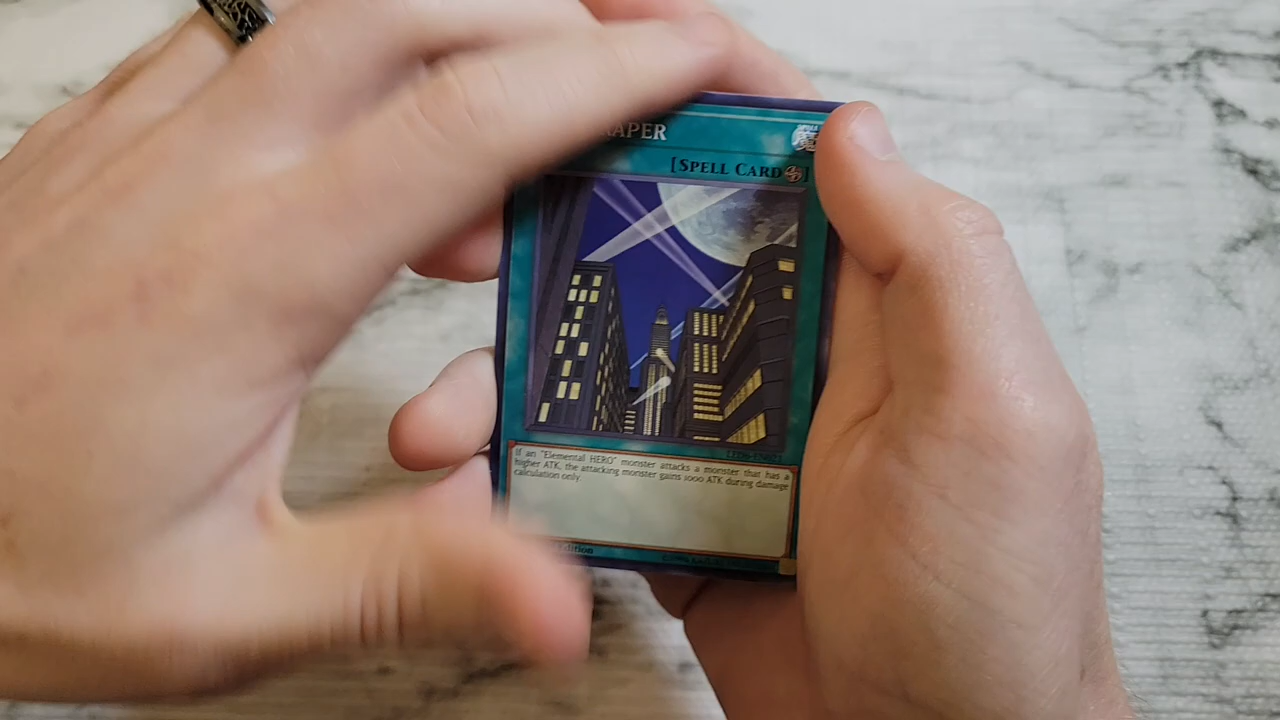 RAPER
[SPELL CARD]
If an "Elemental HERO" monster attacks a monster that has a
higher ATK, the attacking monster gains 1000 ATK during damage
calculation only.
Edition